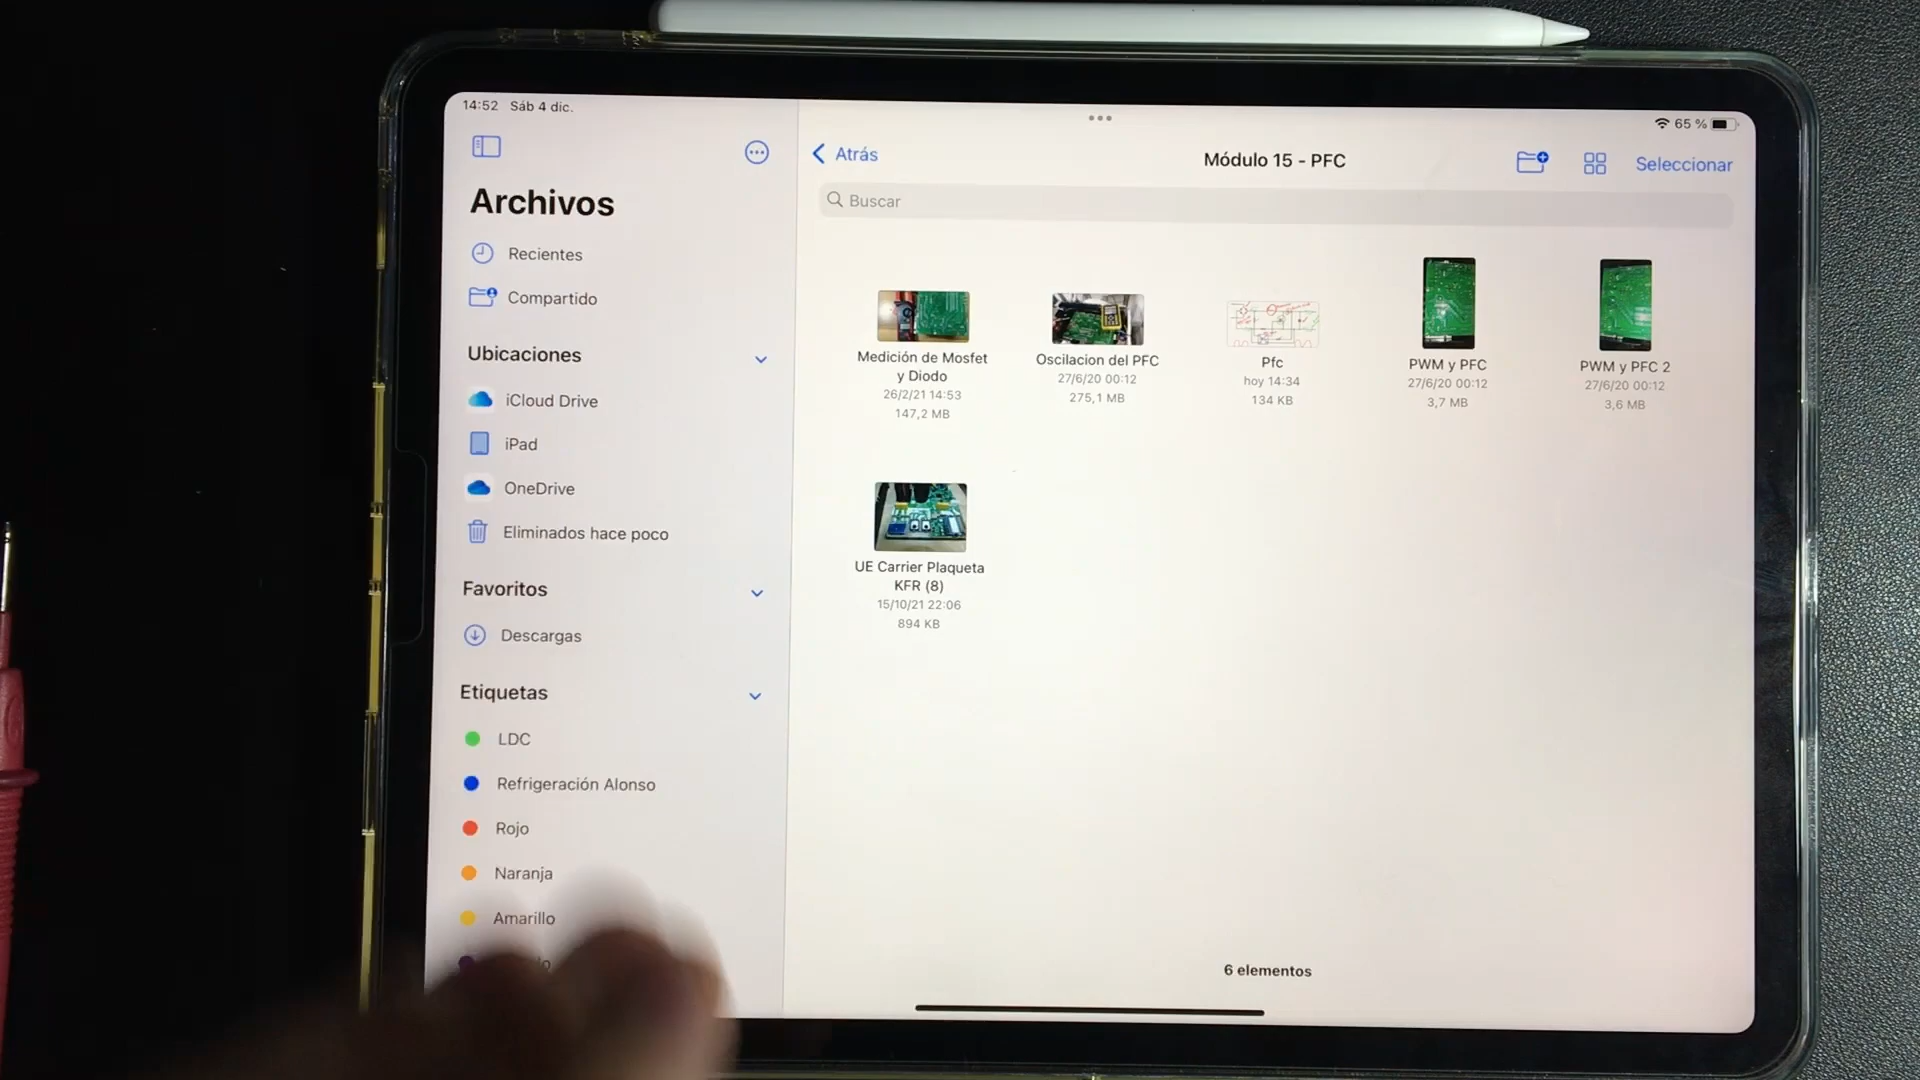 14:52 Sáb 4 dic.
65 %
Archivos
Recientes
Compartido
Ubicaciones
iCloud Drive
iPad
OneDrive
Eliminados hace poco
Favoritos
Descargas
Etiquetas
LDC
Refrigeración Alonso
Rojo
Naranja
Amarillo
Atrás
Módulo 15 - PFC
Seleccionar
Buscar
Medición de Mosfet
y Diodo
26/2/21 14:53
147,2 MB
Oscilacion del PFC
27/6/20 00:12
275,1 MB
Pfc
hoy 14:34
134 KB
PWM y PFC
27/6/20 00:12
3,7 MB
PWM y PFC 2
27/6/20 00:12
3,6 MB
UE Carrier Plaqueta
KFR (8)
15/10/21 22:06
894 KB
6 elementos